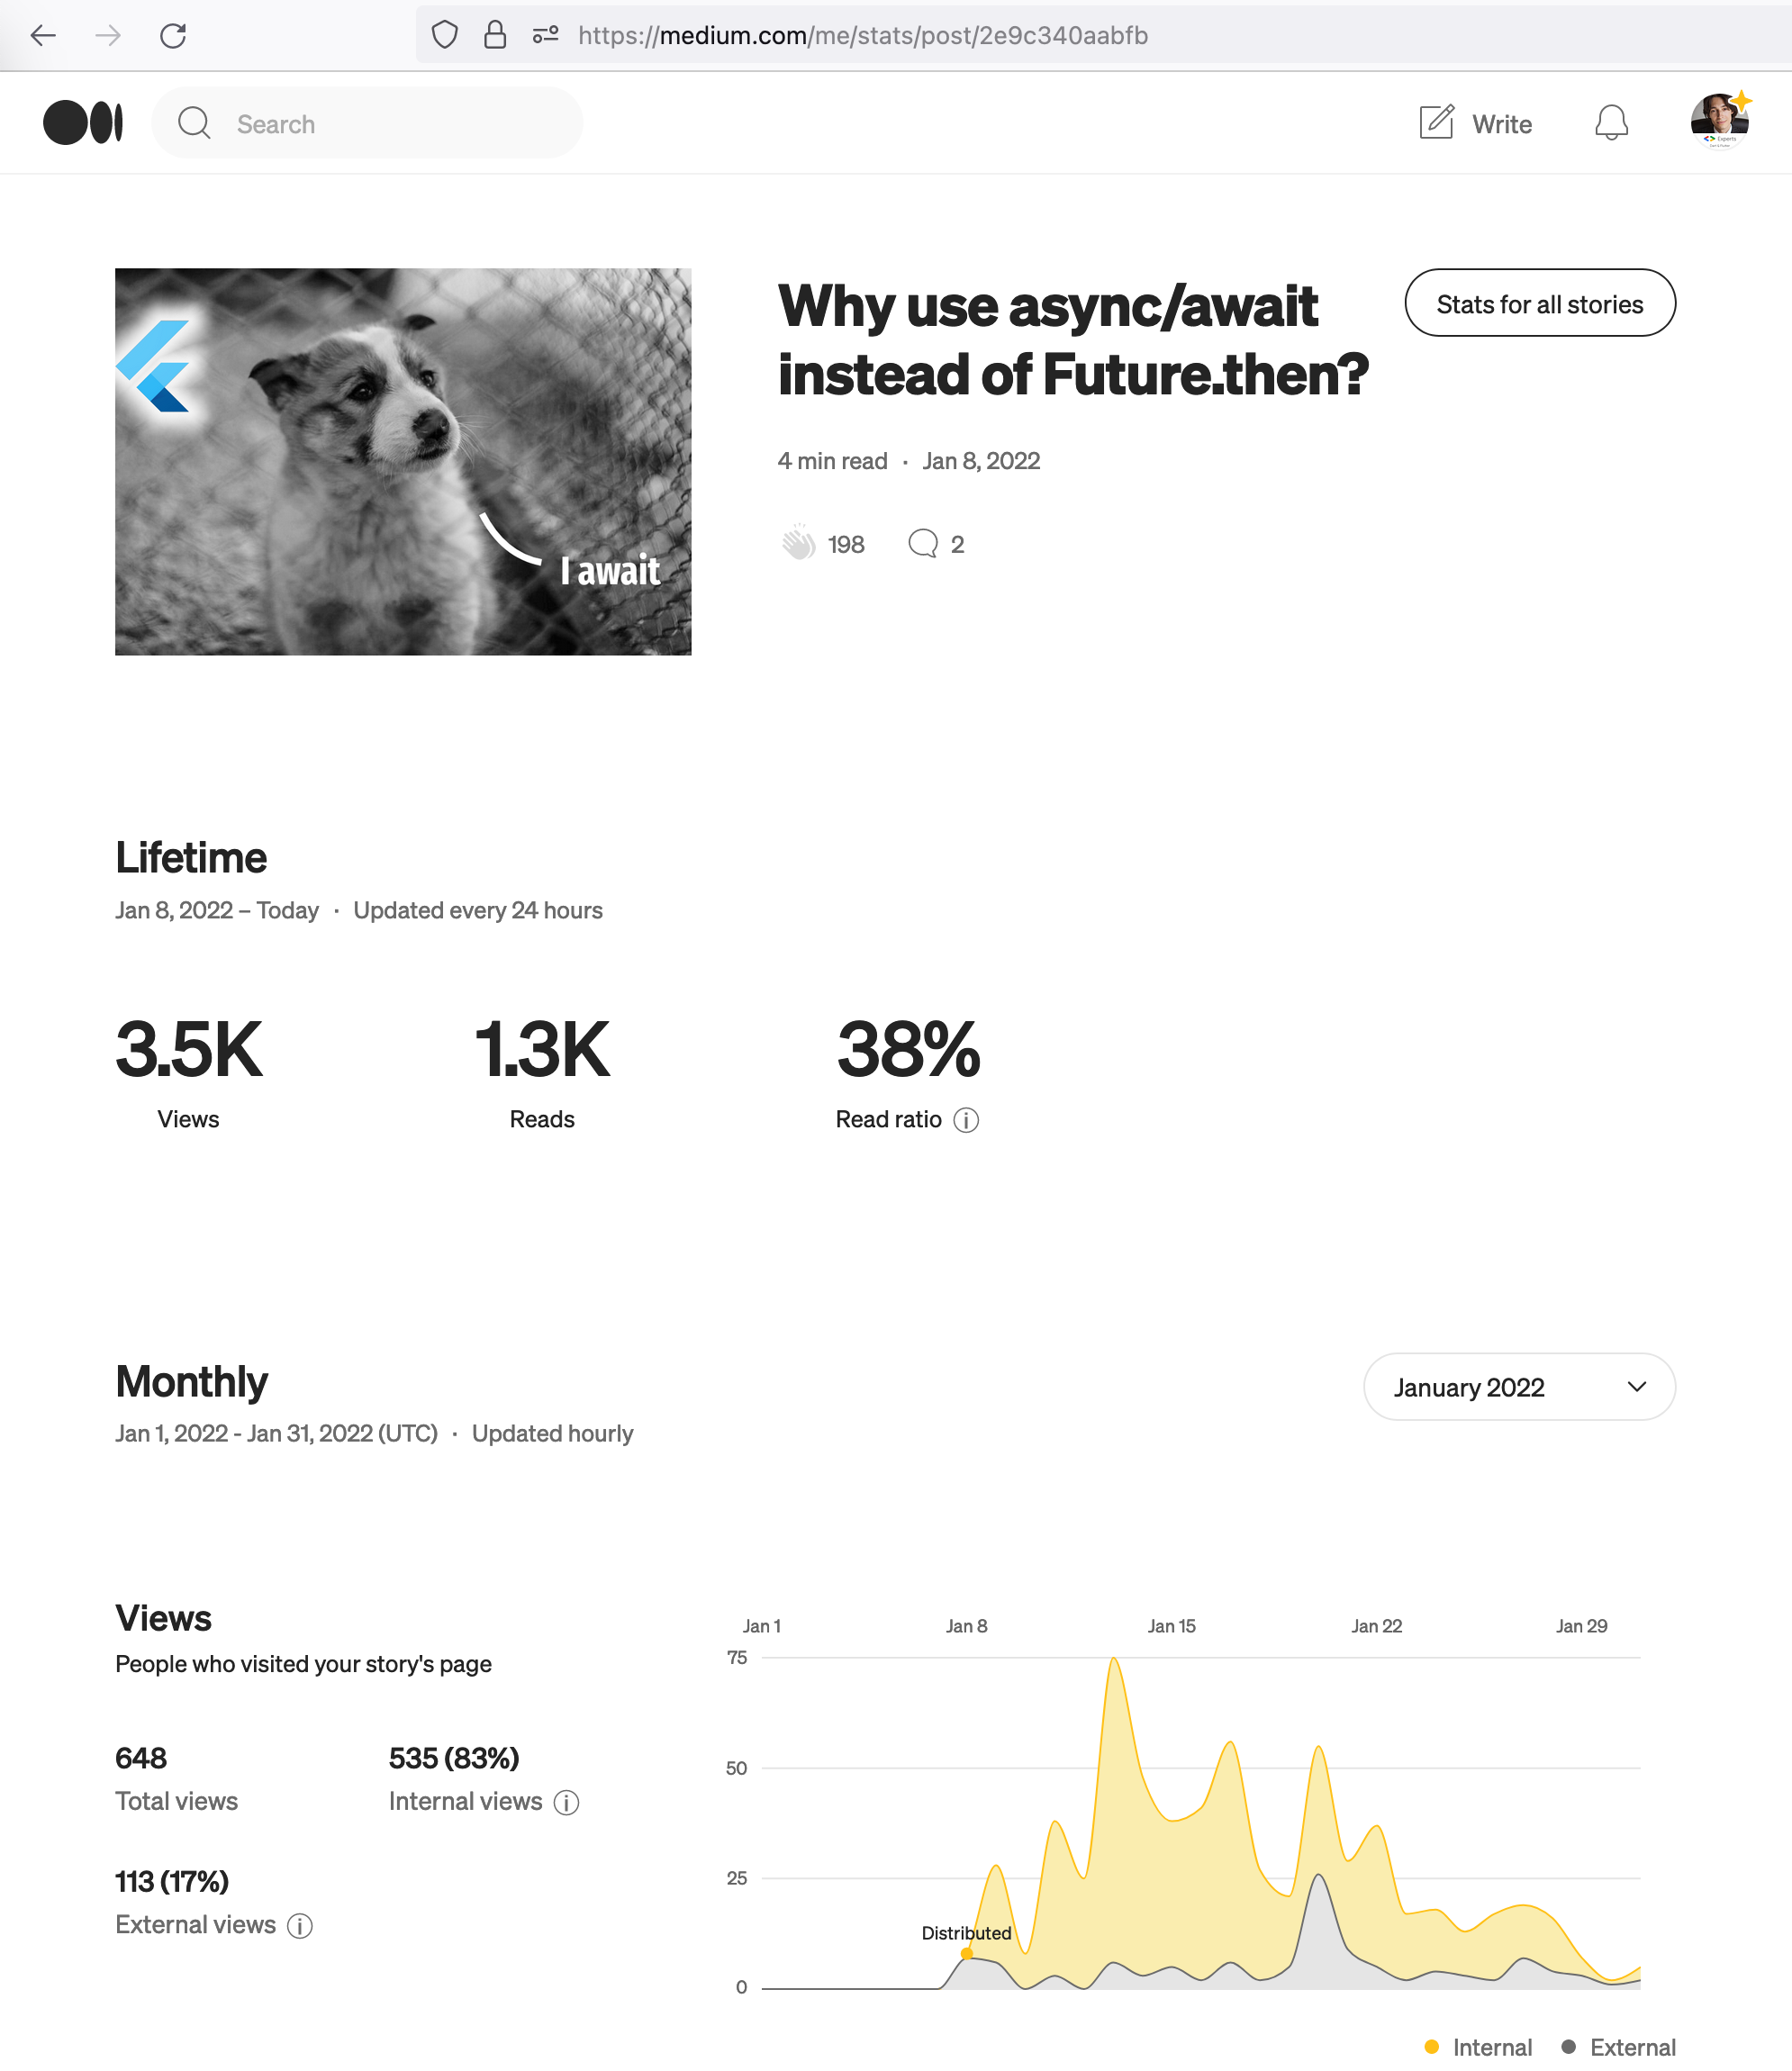 https://medium.com/me/stats/post/2e9c340aabfb
Search
Write
Why use async/await
instead of Future.then?
Stats for all stories
4 min read · Jan 8, 2022
198
2
I await
Lifetime
Jan 8, 2022 – Today · Updated every 24 hours
3.5K
Views
1.3K
Reads
38%
Read ratio
Monthly
January 2022
Jan 1, 2022 - Jan 31, 2022 (UTC) · Updated hourly
Views
People who visited your story's page
648
Total views
535 (83%)
Internal views
113 (17%)
External views
Jan 1 Jan 8 Jan 15 Jan 22 Jan 29
75
50
25
Distributed
0
Internal External